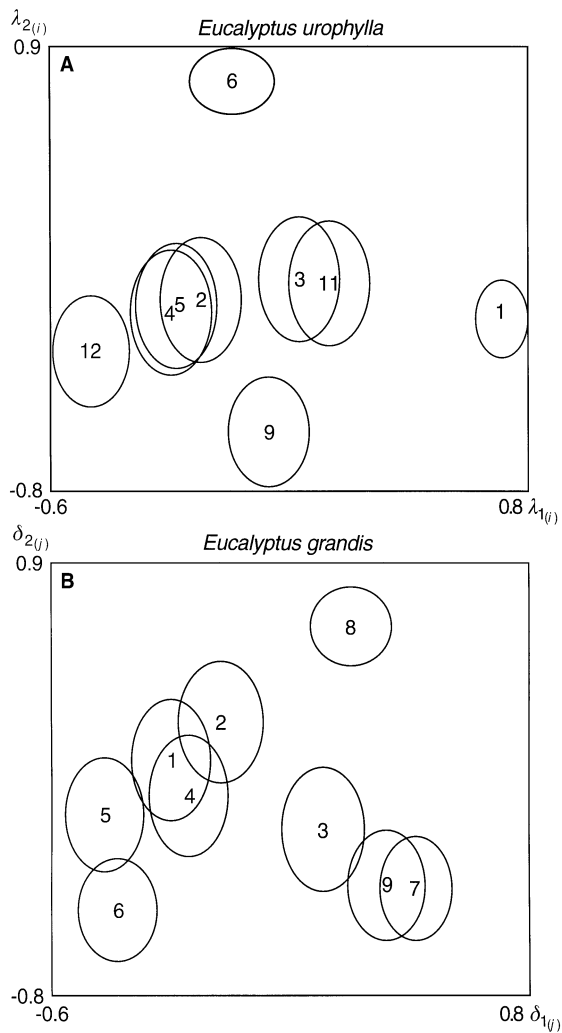 λ2(i)
Eucalyptus urophylla
0.9
A
6
3 11
5 2
4
1
12
9
-0.8
-0.6 0.8 λ1(i)
δ2(j)
Eucalyptus grandis
0.9
B
8
2
1
4
5
3
9 7
6
-0.8
-0.6 0.8 δ1(j)